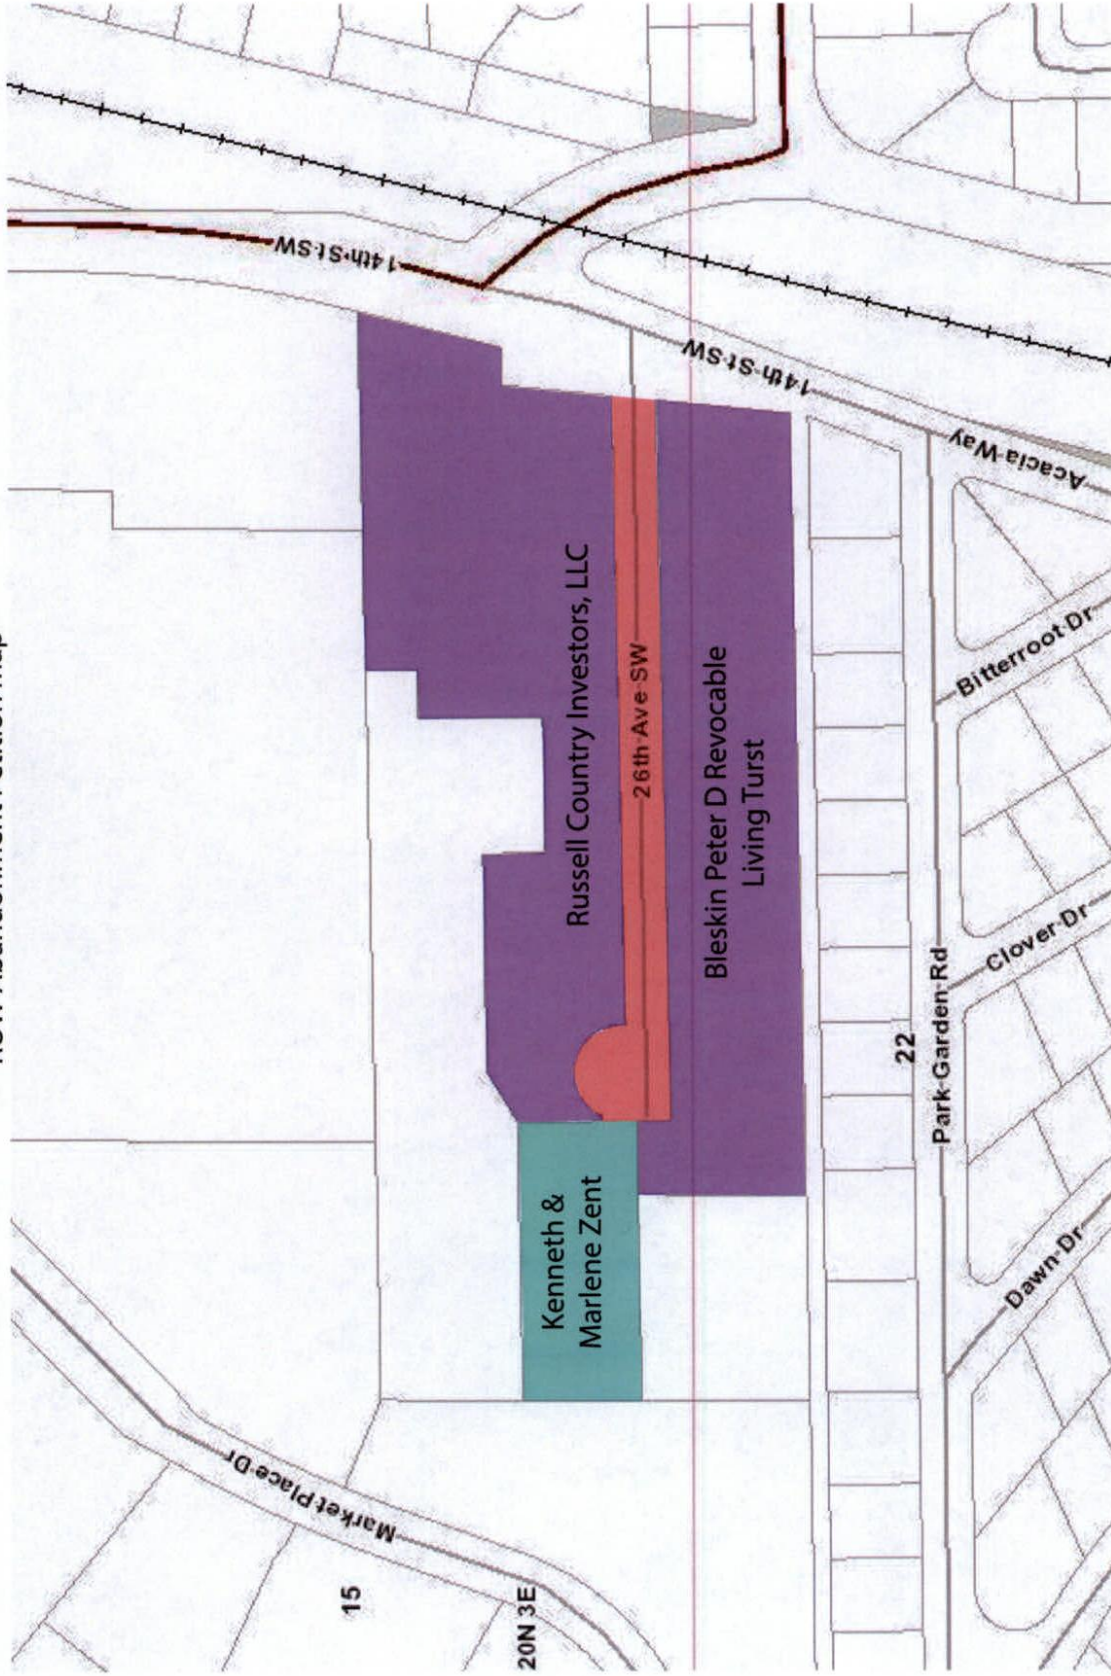 Market Place Dr
15
20N 3E
14th St SW
14th St SW
Acacia Way
Russell Country Investors, LLC
26th Ave SW
Bleskin Peter D Revocable
Living Turst
Kenneth &
Marlene Zent
22
Park Garden Rd
Bitterroot Dr
Clover Dr
Dawn Dr